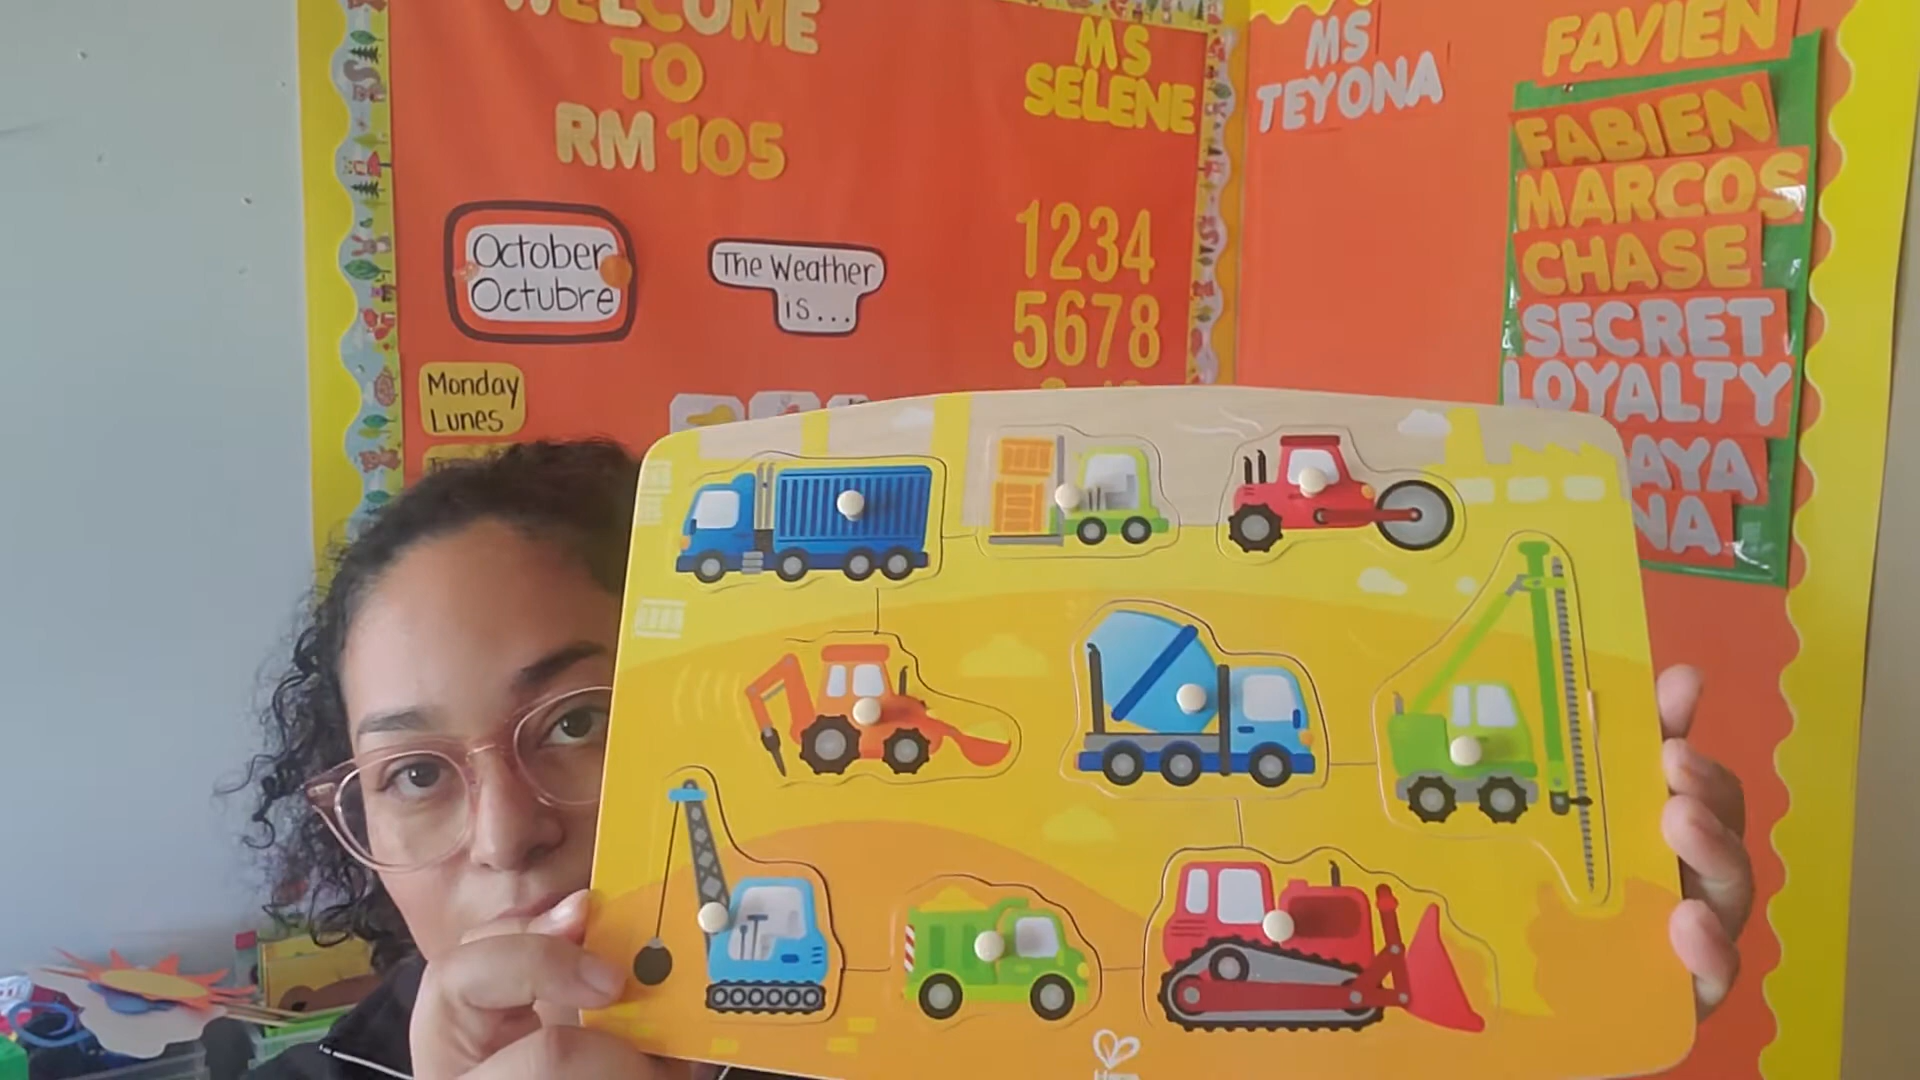 WELCOME
TO
RM 105
MS
SELENE
MS
TEYONA
FAVIEN
FABIEN
MARCOS
CHASE
SECRET
LOYALTY
October
Octubre
The Weather
is...
1234
5678
Monday
Lunes